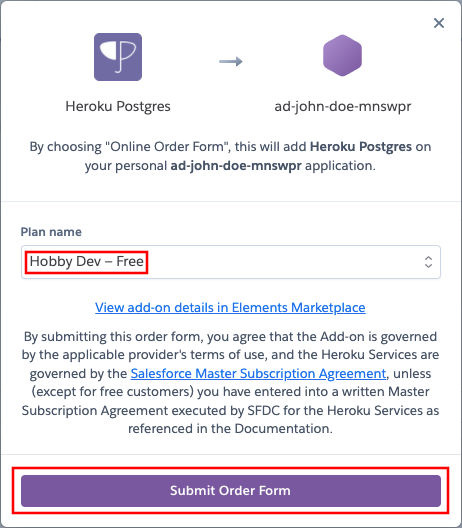 Heroku Postgres
ad-john-doe-mnswpr
By choosing "Online Order Form", this will add Heroku Postgres on
your personal ad-john-doe-mnswpr application.
Plan name
Hobby Dev – Free
View add-on details in Elements Marketplace
By submitting this order form, you agree that the Add-on is governed
by the applicable provider's terms of use, and the Heroku Services are
governed by the Salesforce Master Subscription Agreement, unless
(except for free customers) you have entered into a written Master
Subscription Agreement executed by SFDC for the Heroku Services as
referenced in the Documentation.
Submit Order Form